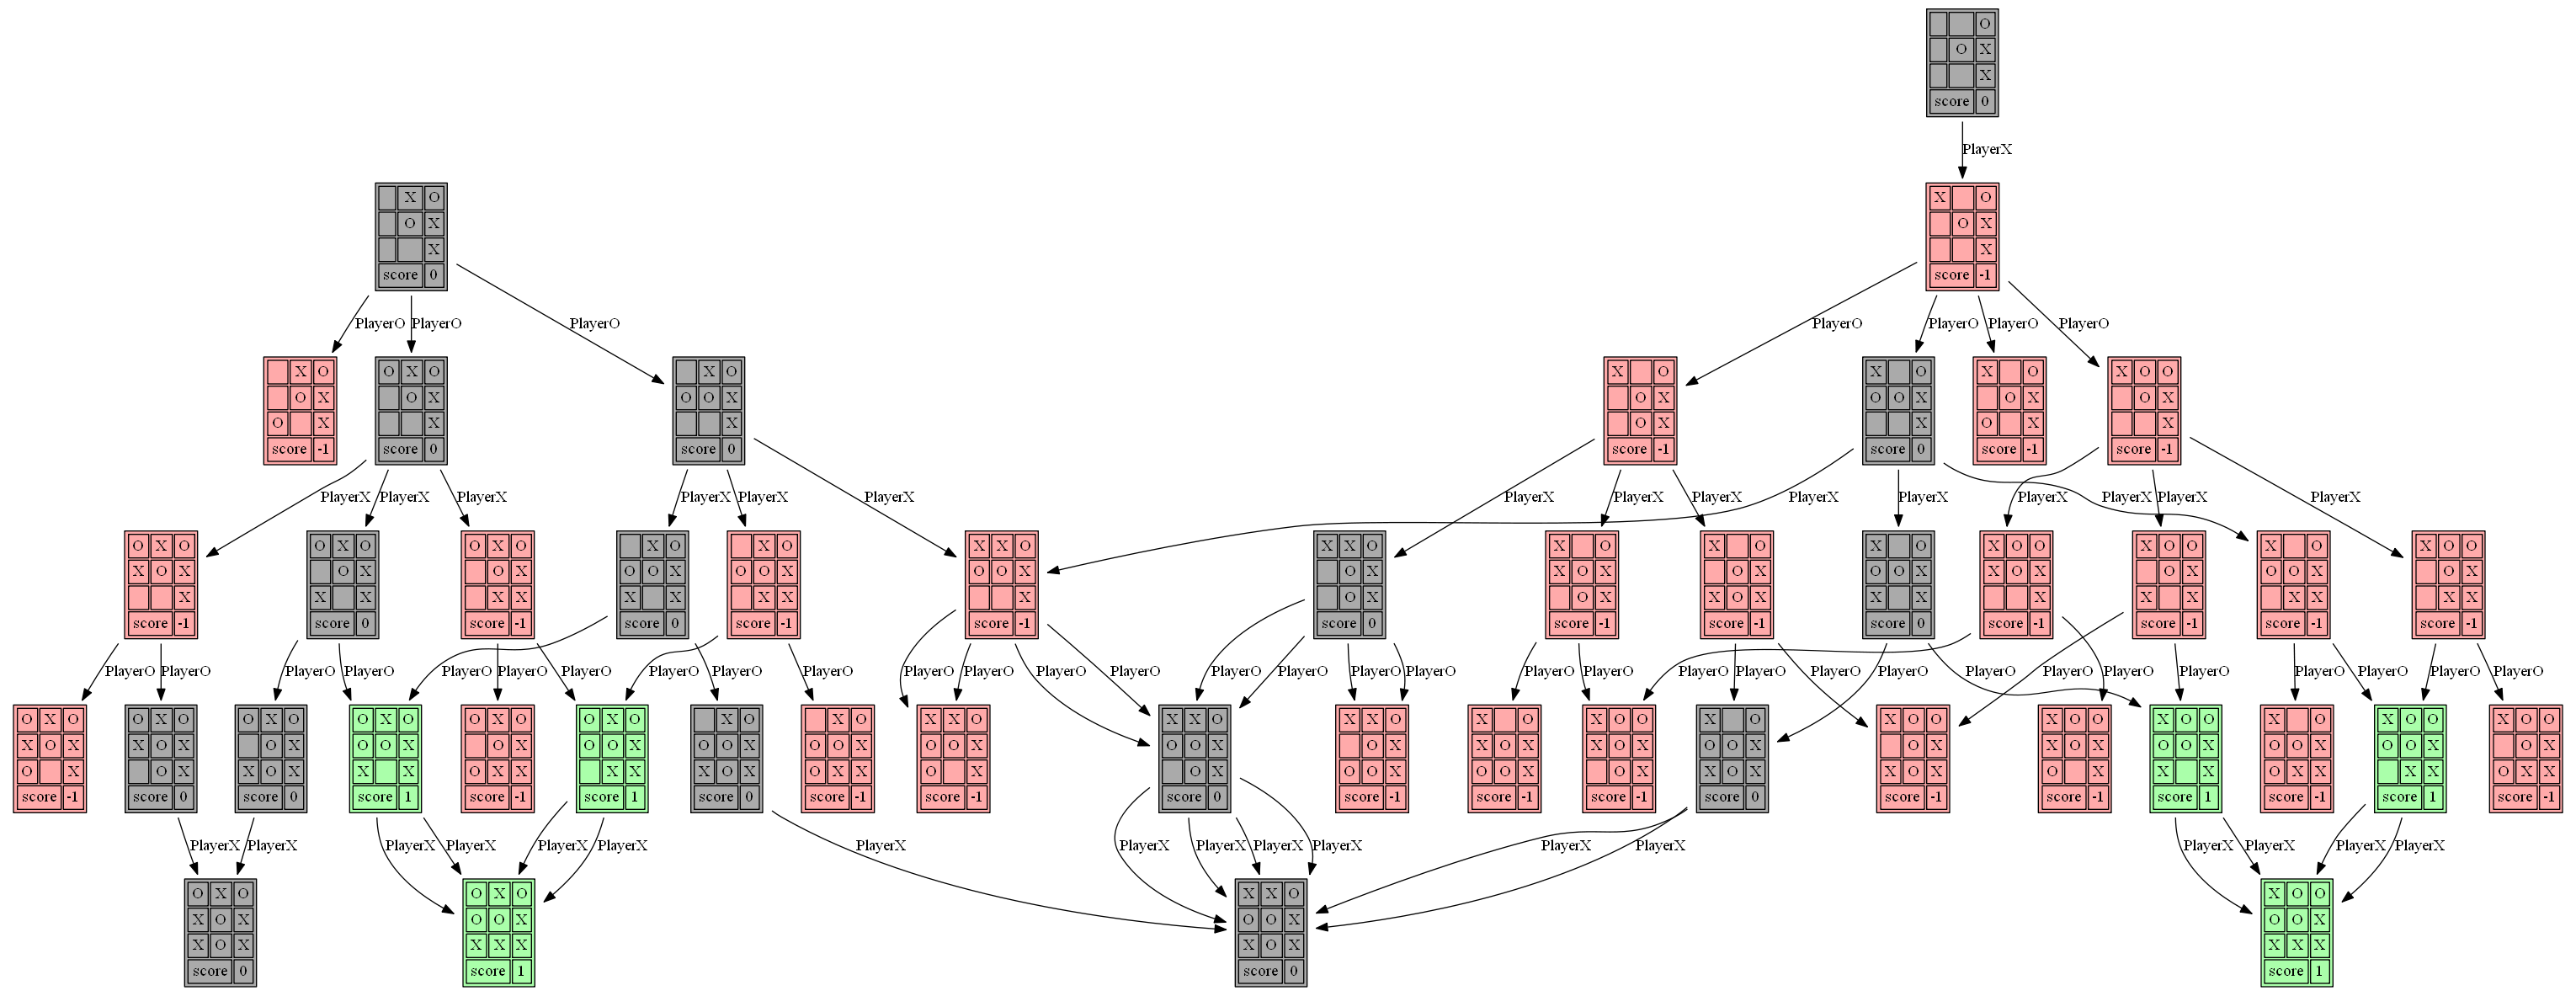 O
O X
X
score 0
PlayerX
X O
O X
X
score 0
X O
O X
X
score -1
PlayerO PlayerO PlayerO PlayerO PlayerO PlayerO PlayerO
X O
O X
O X
score -1
O X O
O X
X
score 0
X O
O O X
X
score 0
X O
O X
O X
score -1
X O
O O X
X
score 0
X O
O X
O X
score -1
X O O
O X
X
score -1
PlayerX PlayerX PlayerX PlayerX PlayerX PlayerX PlayerX PlayerX PlayerX PlayerX PlayerX PlayerX PlayerX PlayerX PlayerX
O X O
X O X
X
score -1
O X O
O X
X X
score 0
O X O
O X
X X
score -1
X O
O O X
X X
score 0
X O
O O X
X X
score -1
X X O
O O X
X
score -1
X X O
O X
O X
score 0
X O
X O X
O X
score -1
X O
O X
X O X
score -1
X O
O O X
X X
score 0
X O O
X O X
X
score -1
X O O
O X
X X
score -1
X O
O O X
X X
score -1
X O O
O X
X X
score -1
PlayerO PlayerO PlayerO PlayerO PlayerO PlayerO PlayerO PlayerO PlayerO PlayerO PlayerO PlayerO PlayerO PlayerO PlayerO PlayerO PlayerO PlayerO PlayerO PlayerO PlayerO PlayerO PlayerO PlayerO PlayerO PlayerO PlayerO PlayerO PlayerO PlayerO PlayerO
O X O
X O X
O X
score -1
O X O
X O X
O X
score 0
O X O
O X
X O X
score 0
O X O
O O X
X X
score 1
O X O
O X
O X X
score -1
O X O
O O X
X X
score 1
X O
O O X
X O X
score 0
X O
O O X
O X X
score -1
X X O
O O X
O X
score -1
X X O
O O X
O X
score 0
X X O
O X
O O X
score -1
X O
X O X
O O X
score -1
X O O
X O X
O X
score -1
X O
O O X
X O X
score 0
X O O
O X
X O X
score -1
X O O
X O X
O X
score -1
X O O
O O X
X X
score 1
X O
O O X
O X X
score -1
X O O
O O X
X X
score 1
X O O
O X
O X X
score -1
PlayerX PlayerX PlayerX PlayerX PlayerX PlayerX PlayerX PlayerX PlayerX PlayerX PlayerX PlayerX PlayerX PlayerX PlayerX PlayerX PlayerX
O X O
X O X
X O X
score 0
O X O
O O X
X X X
score 1
X X O
O O X
X O X
score 0
X O O
O O X
X X X
score 1